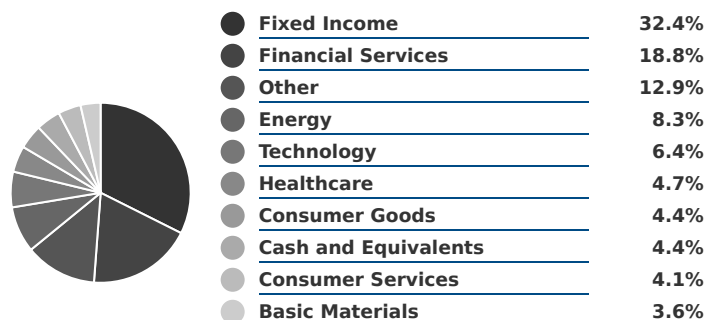 Fixed Income 32.4%
Financial Services 18.8%
Other 12.9%
Energy 8.3%
Technology 6.4%
Healthcare 4.7%
Consumer Goods 4.4%
Cash and Equivalents 4.4%
Consumer Services 4.1%
Basic Materials 3.6%